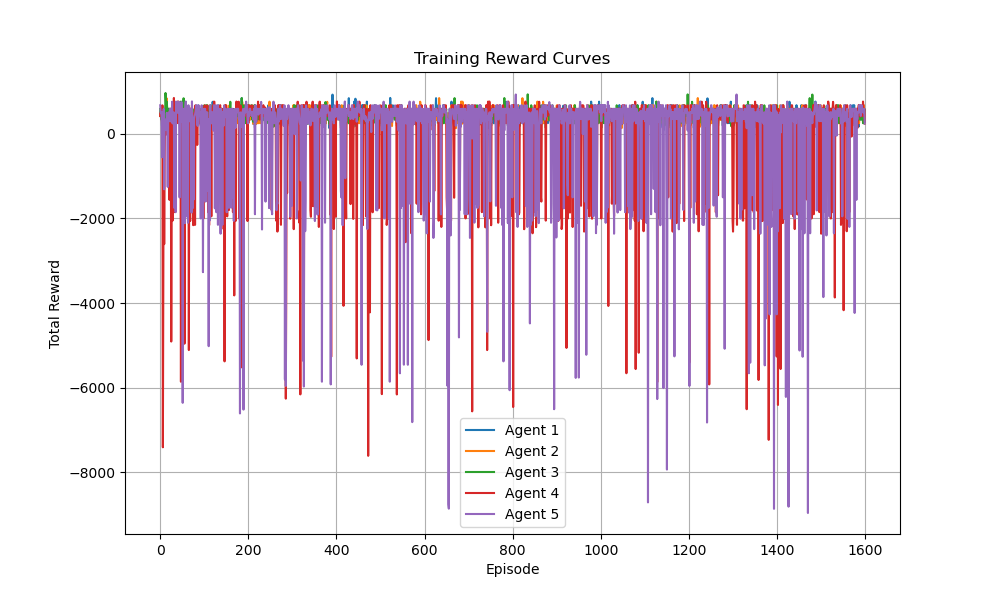 Training Reward Curves
Total Reward
0
−2000
−4000
−6000
−8000
Agent 1
Agent 2
Agent 3
Agent 4
Agent 5
0 200 400 600 800 1000 1200 1400 1600
Episode